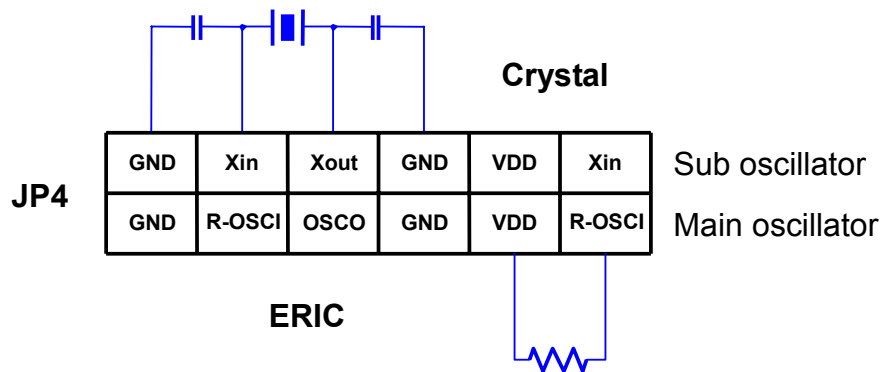 Crystal
GND Xin Xout GND VDD Xin Sub oscillator
JP4
GND R-OSCI OSCO GND VDD R-OSCI Main oscillator
ERIC